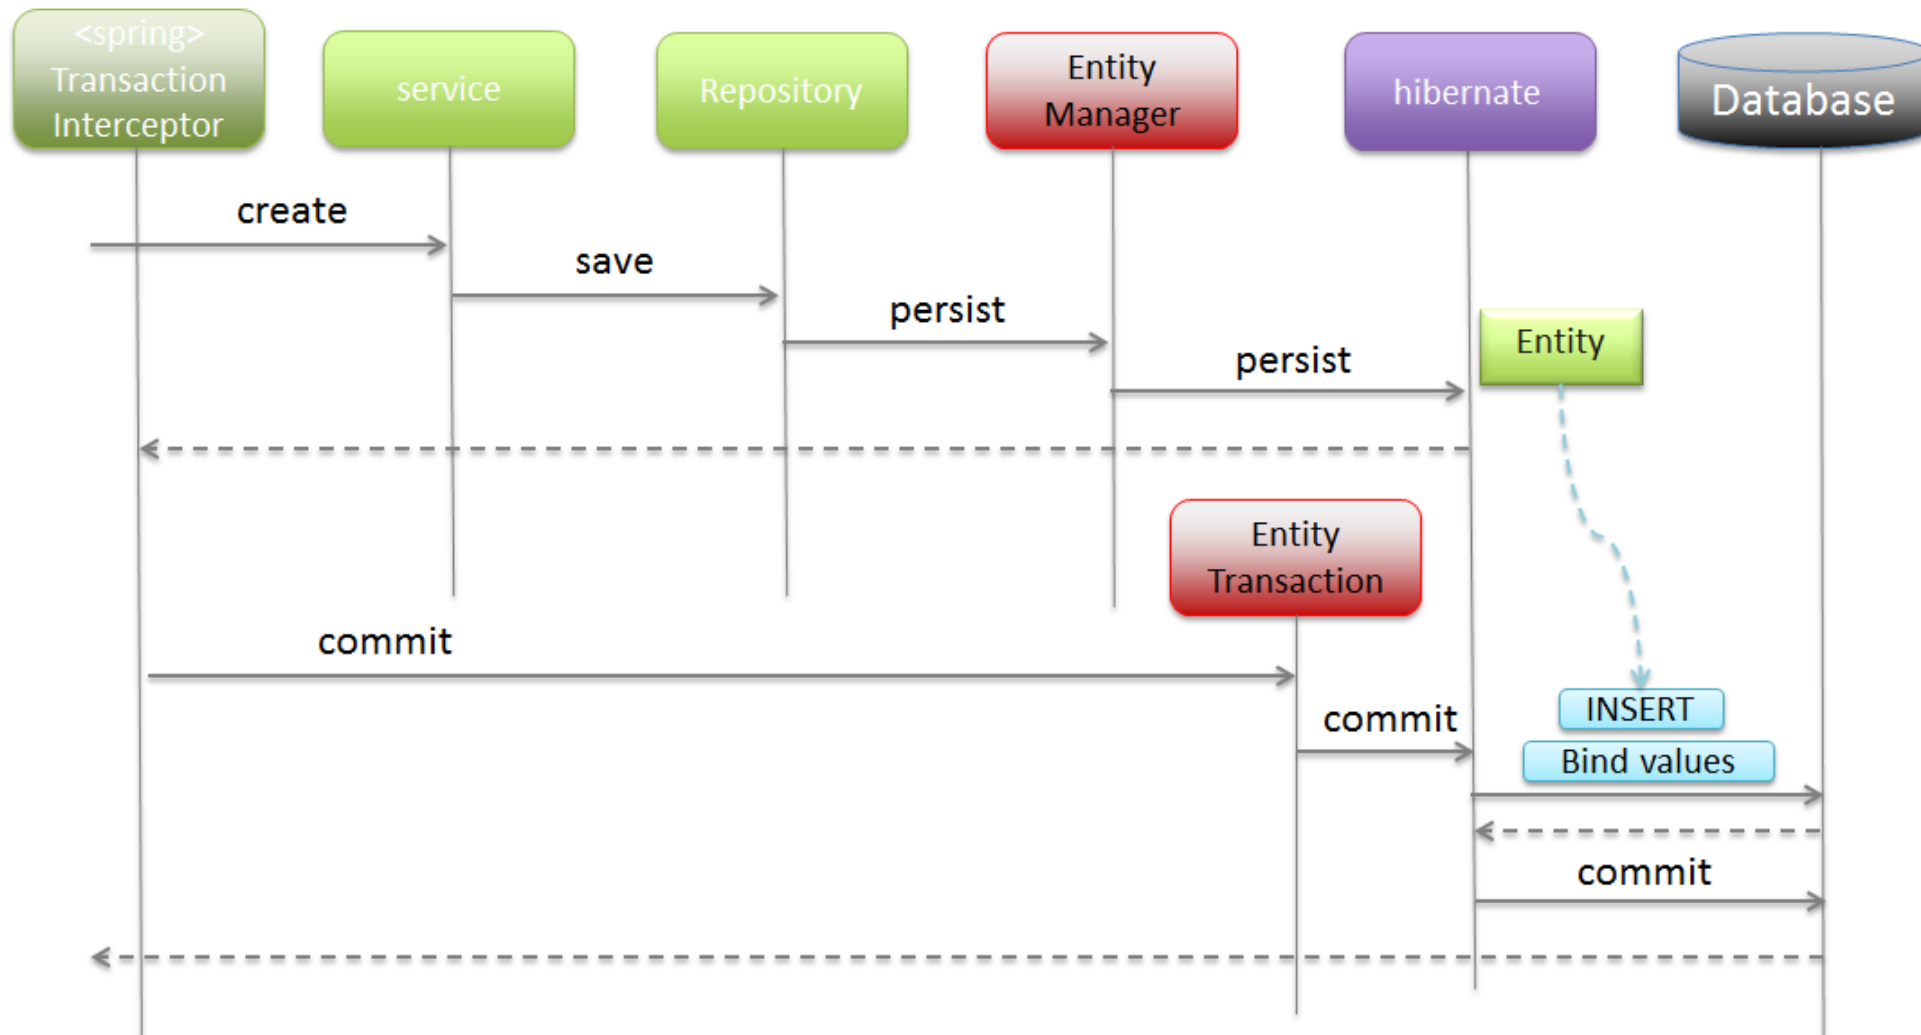 <spring>
Transaction
Interceptor
service
Repository
Entity
Manager
hibernate
Database
create
save
persist
persist
Entity
Entity
Transaction
commit
commit
INSERT
Bind values
commit